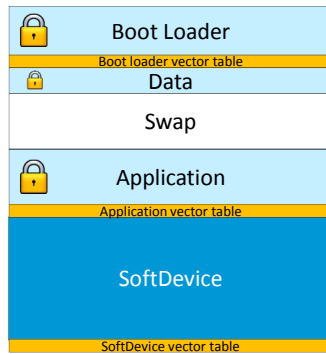 Boot Loader
Boot loader vector table
Data
Swap
Application
Application vector table
SoftDevice
SoftDevice vector table